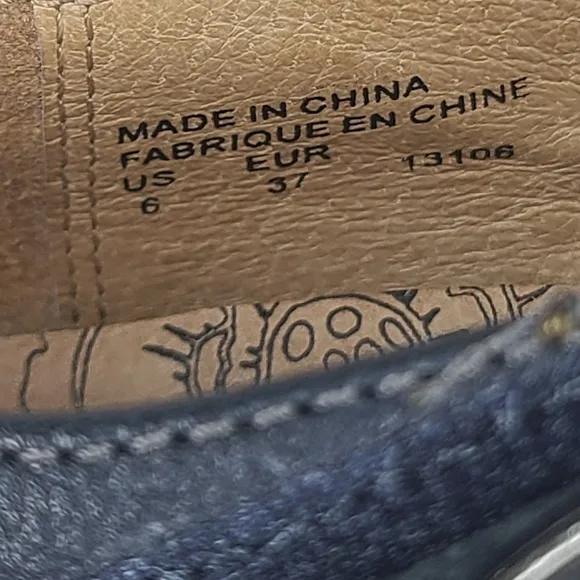 MADE IN CHINA
FABRIQUE EN CHINE
US EUR 13106
6 37